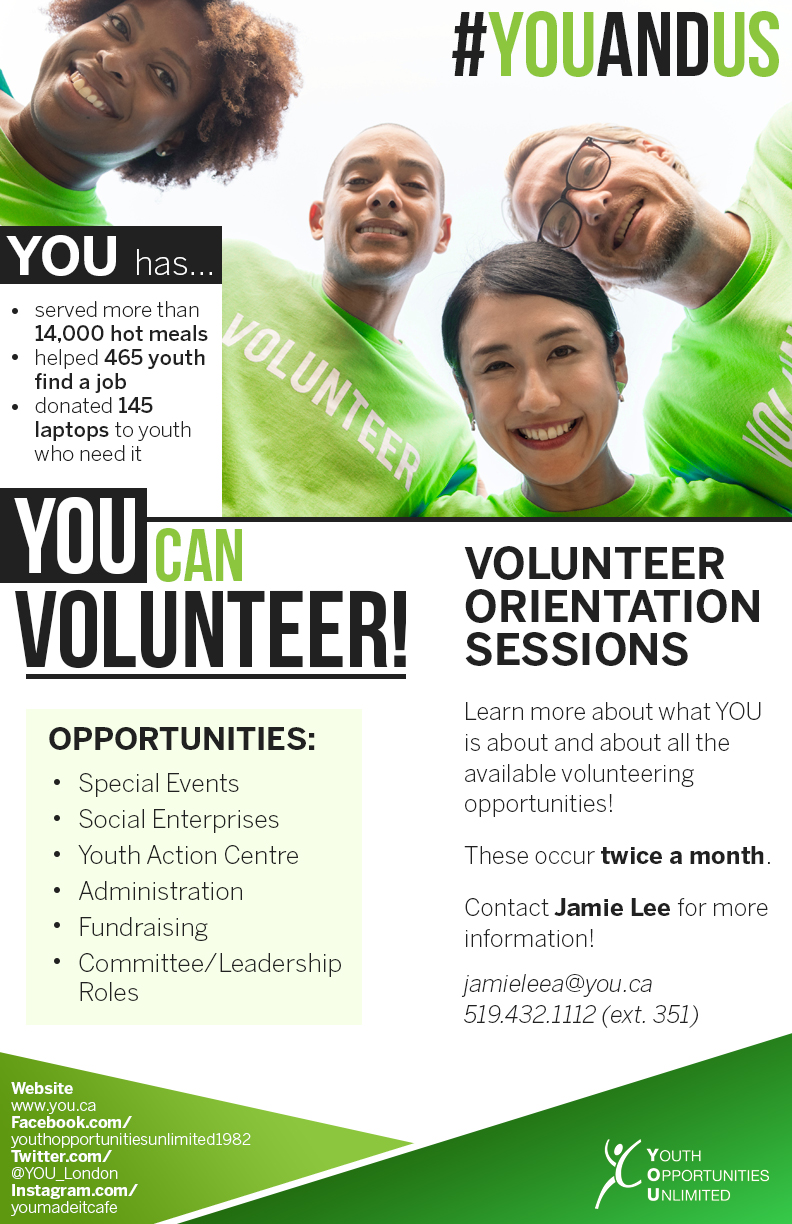 #YOUANDUS
YOU has...
• served more than
14,000 hot meals
• helped 465 youth
find a job
• donated 145
laptops to youth
who need it
VOLUNTEER
YOU CAN
VOLUNTEER!
OPPORTUNITIES:
• Special Events
• Social Enterprises
• Youth Action Centre
• Administration
• Fundraising
• Committee/Leadership
Roles
VOLUNTEER
ORIENTATION
SESSIONS
Learn more about what YOU
is about and about all the
available volunteering
opportunities!
These occur twice a month.
Contact Jamie Lee for more
information!
jamieleea@you.ca
519.432.1112 (ext. 351)
Website
www.you.ca
Facebook.com/
youthopportunitiesunlimited1982
Twitter.com/
@YOU_London
Instagram.com/
youmadeitcafe
YOUTH
OPPORTUNITIES
UNLIMITED